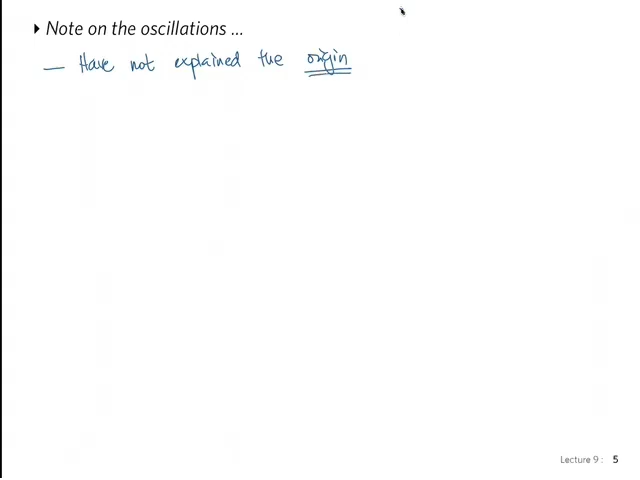 Note on the oscillations ...
— Have not explained the origin
Lecture 9 : 5